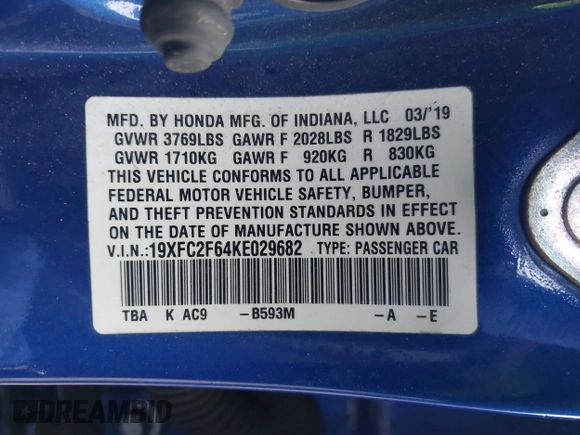 MFD. BY HONDA MFG. OF INDIANA, LLC 03/'19
GVWR 3769LBS GAWR F 2028LBS R 1829LBS
GVWR 1710KG GAWR F 920KG R 830KG
THIS VEHICLE CONFORMS TO ALL APPLICABLE
FEDERAL MOTOR VEHICLE SAFETY, BUMPER,
AND THEFT PREVENTION STANDARDS IN EFFECT
ON THE DATE OF MANUFACTURE SHOWN ABOVE.
V.I.N.:19XFC2F64KE029682 TYPE: PASSENGER CAR
TBA K AC9 -B593M -A -E
DREAMBID